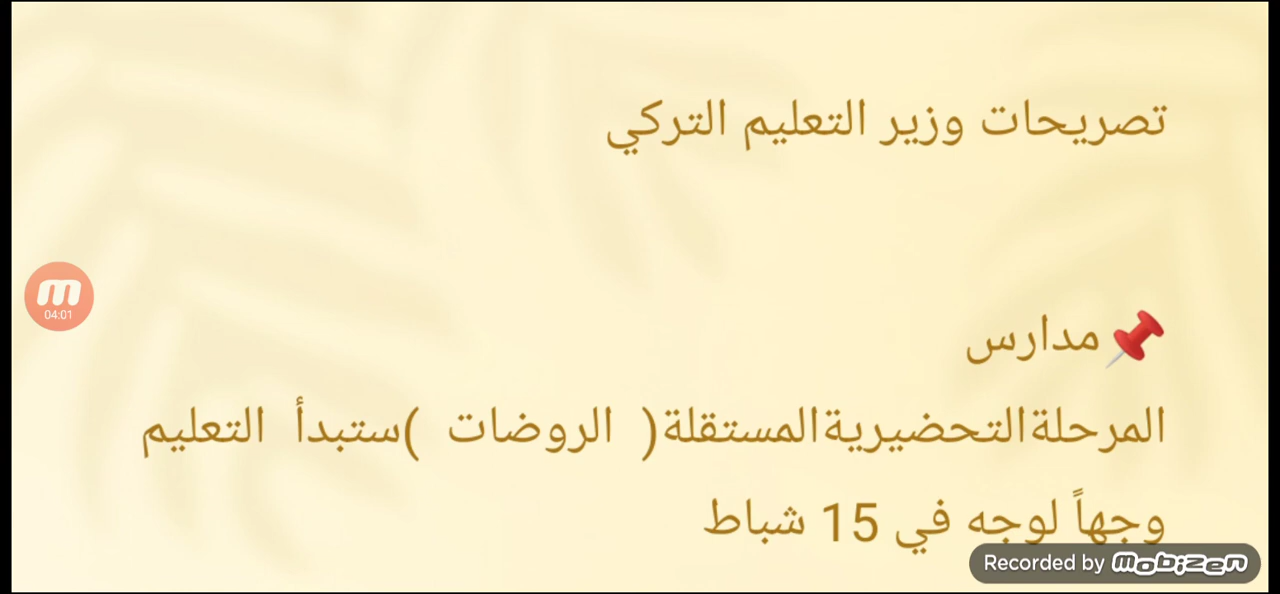 تصريحات وزير التعليم التركي
📌مدارس
04:01
المرحلةالتحضيريةالمستقلة( الروضات )ستبدأ التعليم
وجهاً لوجه في 15 شباط
Recorded by Mobizen